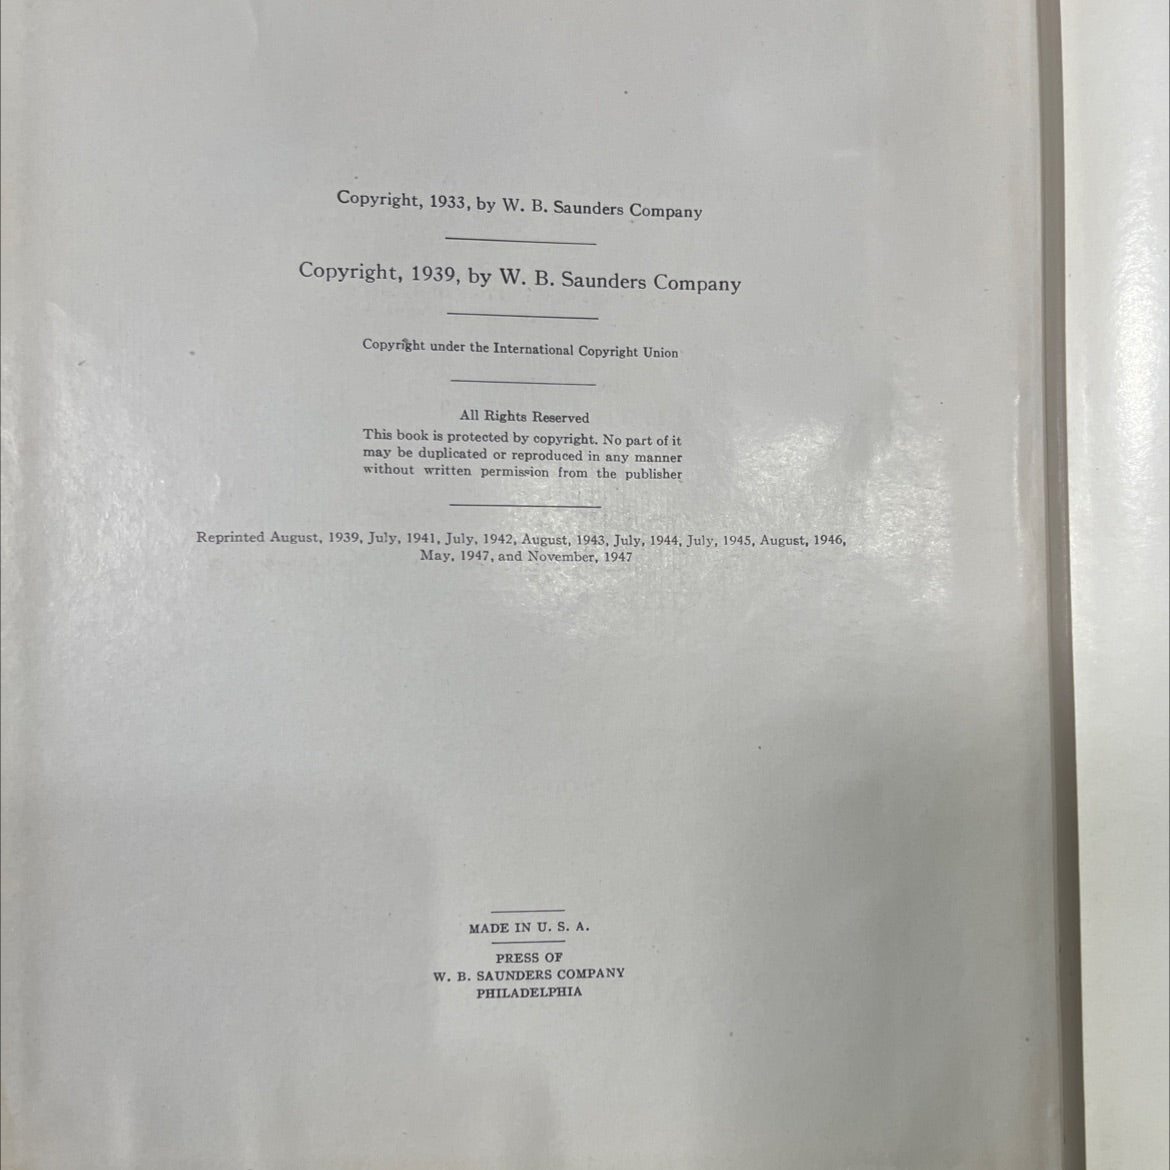 Copyright, 1933, by W. B. Saunders Company
Copyright, 1939, by W. B. Saunders Company
Copyright under the International Copyright Union
All Rights Reserved
This book is protected by copyright. No part of it
may be duplicated or reproduced in any manner
without written permission from the publisher
Reprinted August, 1939, July, 1941, July, 1942, August, 1943, July, 1944, July, 1945, August, 1946,
May, 1947, and November, 1947
MADE IN U. S. A.
PRESS OF
W. B. SAUNDERS COMPANY
PHILADELPHIA